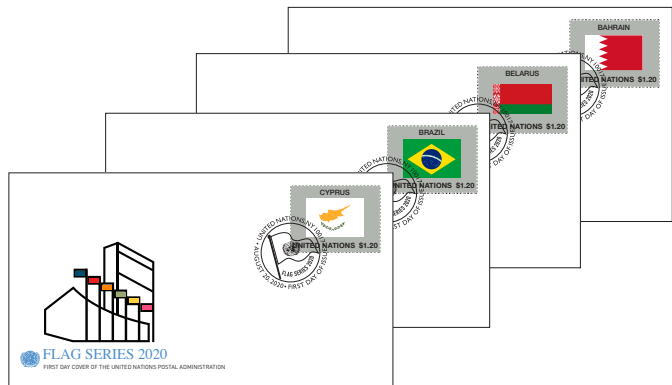 BAHRAIN
UNITED NATIONS $1.20
BELARUS
UNITED NATIONS $1.20
BRAZIL
UNITED NATIONS $1.20
CYPRUS
UNITED NATIONS $1.20
UNITED NATIONS, NY 10017
AUGUST 20, 2020 • FIRST DAY OF ISSUE
FLAG SERIES 2020
FLAG SERIES 2020
FIRST DAY COVER OF THE UNITED NATIONS POSTAL ADMINISTRATION